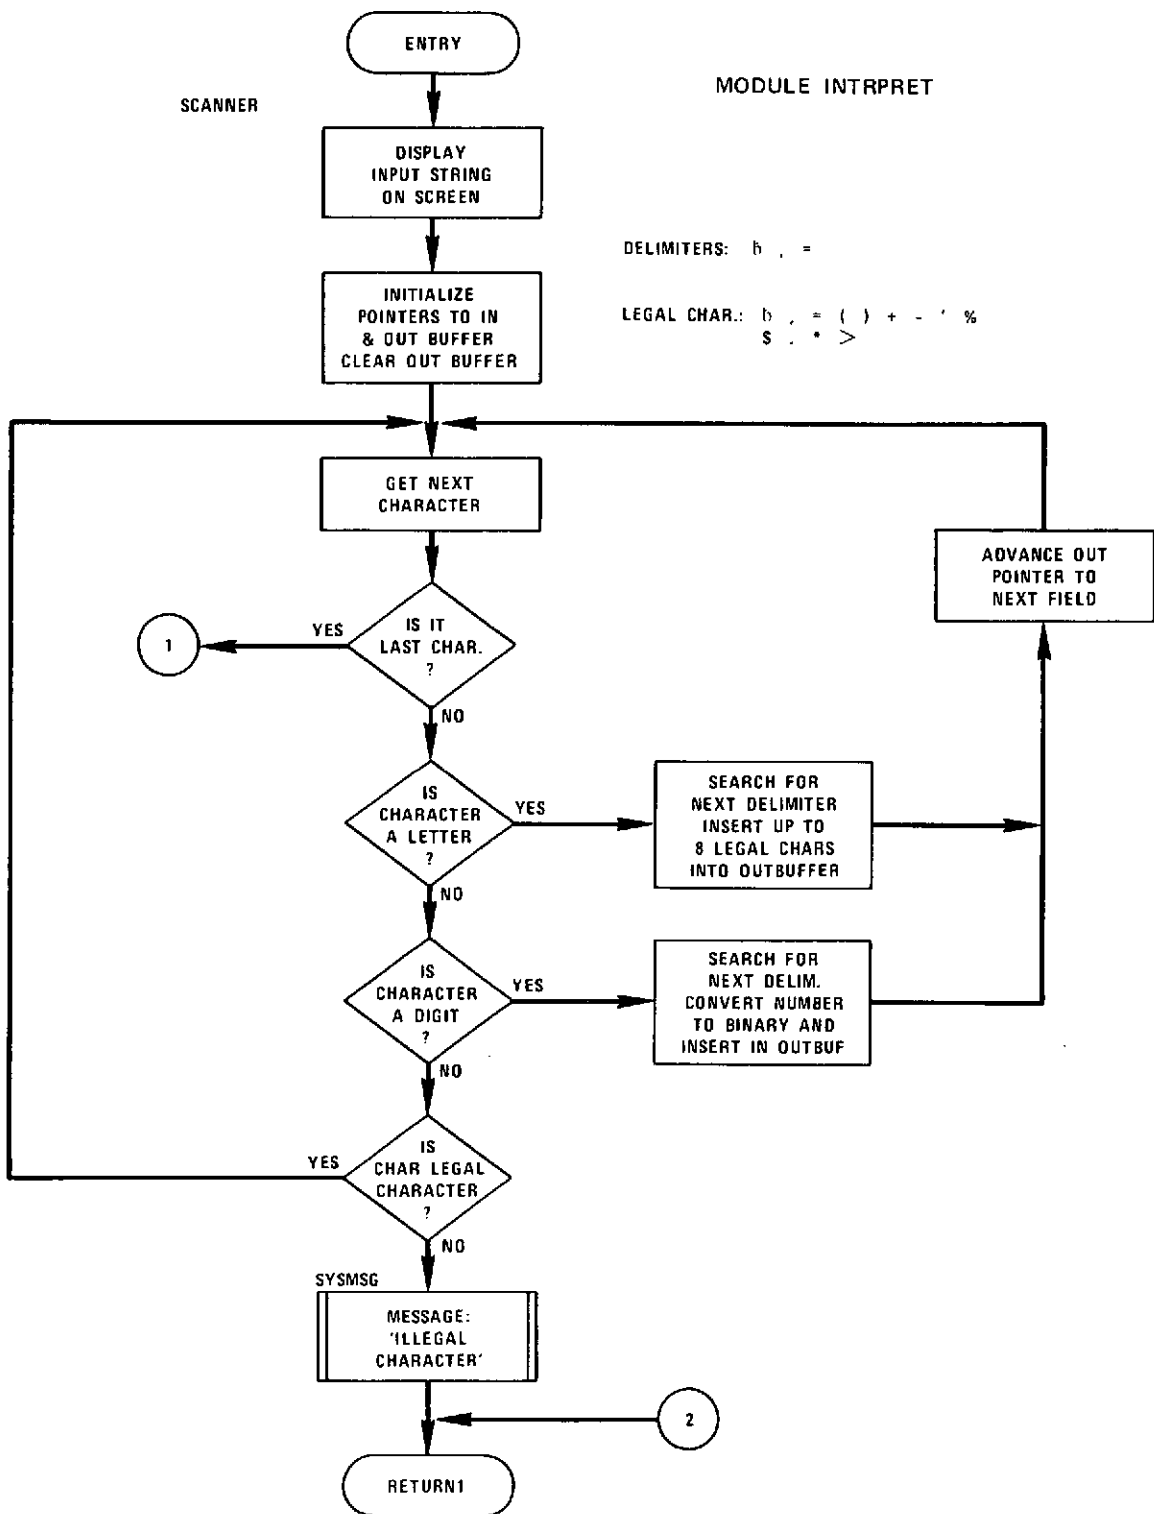 ENTRY
MODULE INTRPRET
SCANNER
DISPLAY
INPUT STRING
ON SCREEN
DELIMITERS: b , =
INITIALIZE
POINTERS TO IN
& OUT BUFFER
CLEAR OUT BUFFER
LEGAL CHAR.: b , = ( ) + - ' %
$ . * >
GET NEXT
CHARACTER
ADVANCE OUT
POINTER TO
NEXT FIELD
1
YES
IS IT
LAST CHAR.
?
NO
IS
CHARACTER
A LETTER
?
YES
SEARCH FOR
NEXT DELIMITER
INSERT UP TO
8 LEGAL CHARS
INTO OUTBUFFER
NO
IS
CHARACTER
A DIGIT
?
YES
SEARCH FOR
NEXT DELIM.
CONVERT NUMBER
TO BINARY AND
INSERT IN OUTBUF
NO
YES
IS
CHAR LEGAL
CHARACTER
?
NO
SYSMSG
MESSAGE:
'ILLEGAL
CHARACTER'
2
RETURN1